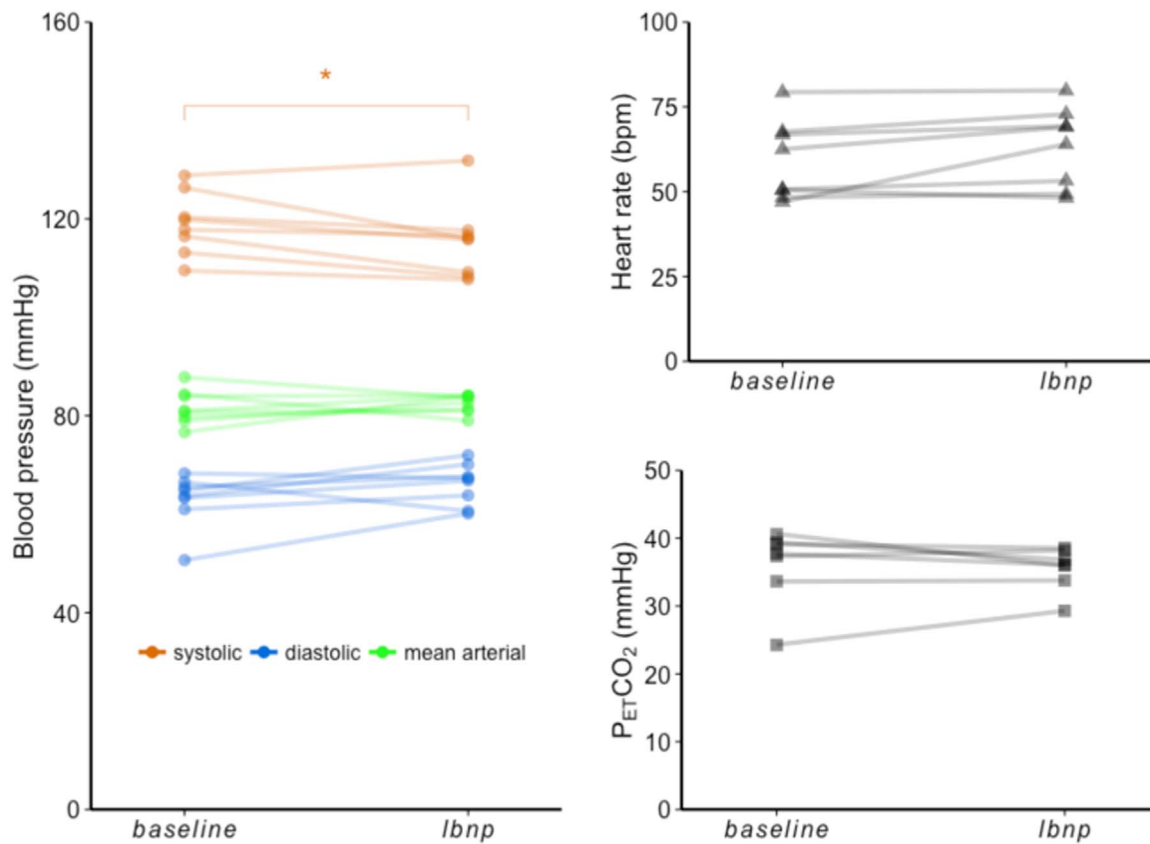 160
120
80
40
0
Blood pressure (mmHg)
*
systolic diastolic mean arterial
baseline lbnp
100
75
50
25
0
Heart rate (bpm)
baseline lbnp
50
40
30
20
10
0
PETCO2 (mmHg)
baseline lbnp